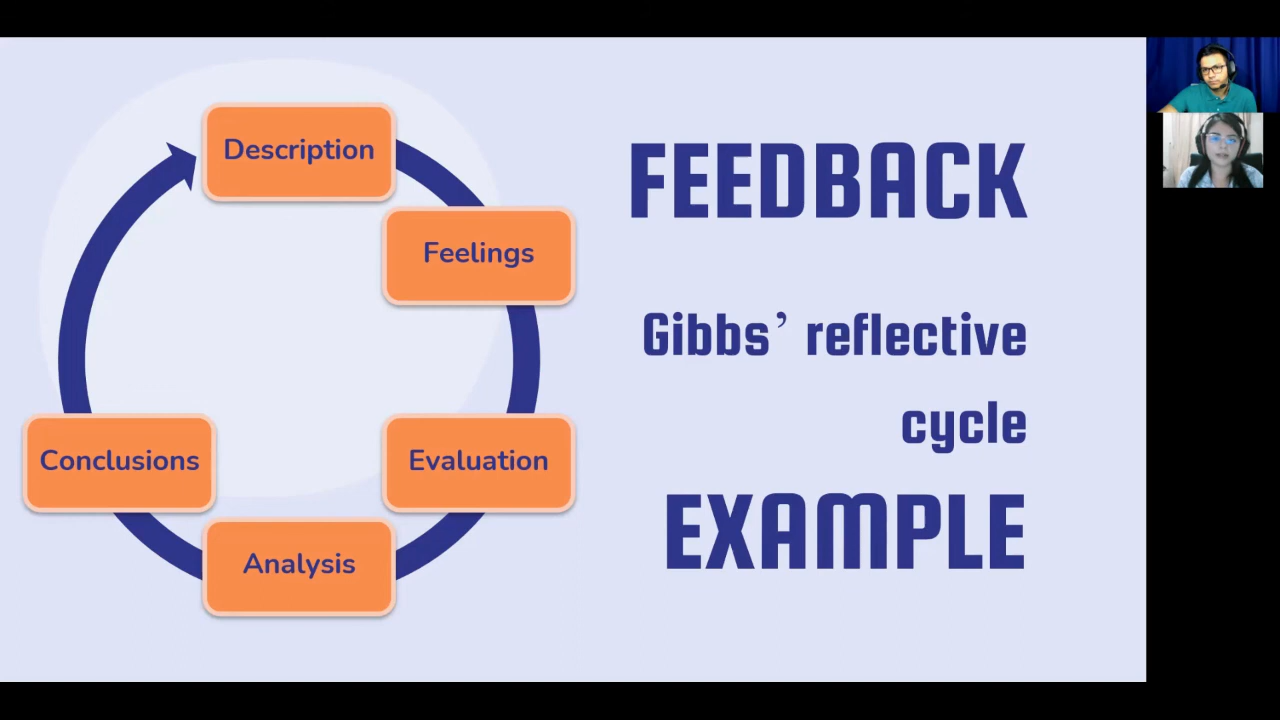 Description
Feelings
Evaluation
Analysis
Conclusions
FEEDBACK
Gibbs’ reflective
cycle
EXAMPLE